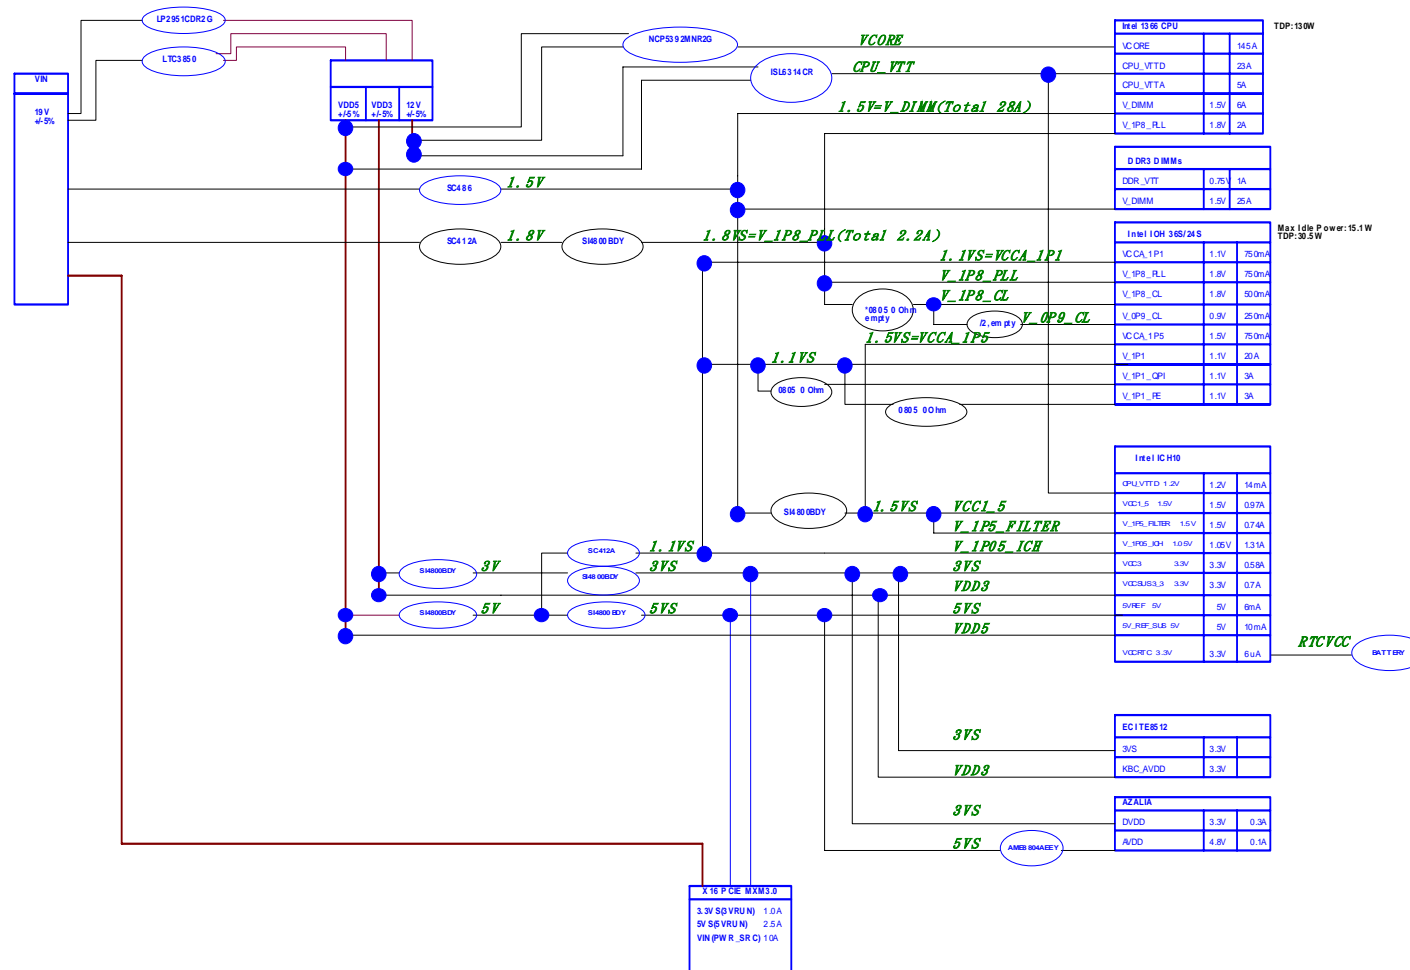 LP2951CDR2G
LTC3850
VIN
19V
+/-5%
VDD5
+/-5%
VDD3
+/-5%
12V
+/-5%
NCP5392MNR2G
VCORE
ISL6314CR
CPU_VTT
1.5V=V_DIMM(Total 28A)
Intel 1366 CPU
TDP:130W
VCORE 145A
CPU_VTTD 23A
CPU_VTTA 5A
V_DIMM 1.5V 6A
V_1P8_PLL 1.8V 2A
DDR3 DIMMs
DDR_VTT 0.75V 1A
V_DIMM 1.5V 25A
SC486
1.5V
SC412A
1.8V
SI4800BDY
1.8VS=V_1P8_PLL(Total 2.2A)
Intel IOH 36S/24S
Max Idle Power:15.1W
TDP:30.5W
VCCA_1P1 1.1V 750mA
V_1P8_PLL 1.8V 750mA
V_1P8_CL 1.8V 500mA
V_0P9_CL 0.9V 250mA
VCCA_1P5 1.5V 750mA
V_1P1 1.1V 20A
V_1P1_QPI 1.1V 3A
V_1P1_PE 1.1V 3A
1.1VS=VCCA_1P1
V_1P8_PLL
V_1P8_CL
*0805 0 Ohm
empty
/2,empty
V_0P9_CL
1.5VS=VCCA_1P5
1.1VS
0805 0 Ohm
0805 0Ohm
Intel ICH10
CPU_VTTD 1.2V 1.2V 14mA
VCC1_5 1.5V 1.5V 0.97A
V_1P5_FILTER 1.5V 1.5V 0.74A
V_1P05_ICH 1.05V 1.05V 1.31A
VCC3 3.3V 3.3V 0.58A
VCCSUS3_3 3.3V 3.3V 0.7A
5VREF 5V 5V 6mA
5V_REF_SUS 5V 5V 10mA
VCCRTC 3.3V 3.3V 6uA
SI4800BDY
1.5VS
VCC1_5
V_1P5_FILTER
SC412A
1.1VS
V_1P05_ICH
SI4800BDY
3V
SI4800BDY
3VS
3VS
VDD3
SI4800BDY
5V
SI4800BDY
5VS
5VS
VDD5
RTCVCC
BATTERY
ECITE8512
3VS 3.3V
KBC_AVDD 3.3V
3VS
VDD3
AZALIA
DVDD 3.3V 0.3A
AVDD 4.8V 0.1A
3VS
5VS
AME8804AEEY
X16 PCIE MXM3.0
3.3VS(3VRUN) 1.0A
5VS(5VRUN) 2.5A
VIN(PWR_SRC) 10A